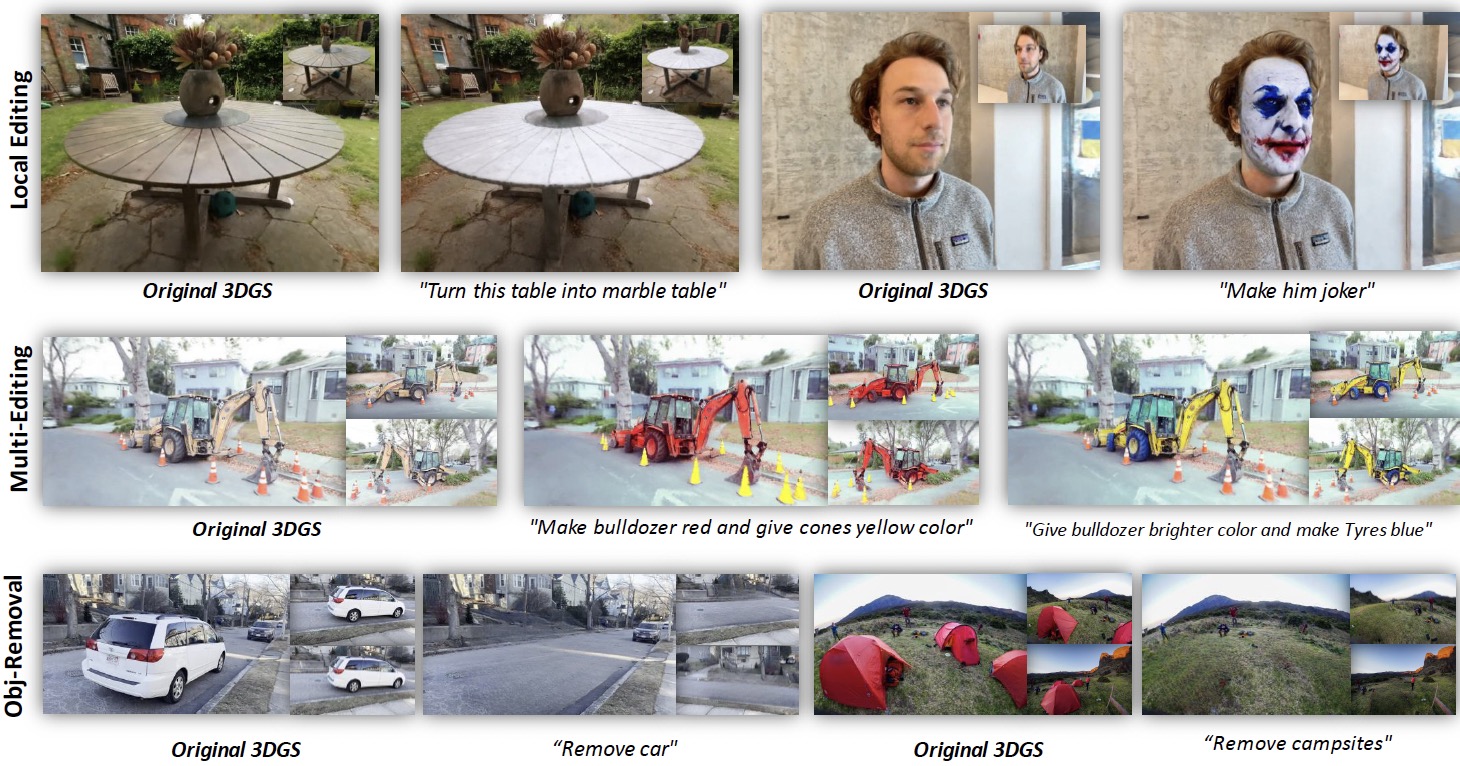 Local Editing
Original 3DGS
"Turn this table into marble table"
Original 3DGS
"Make him joker"
Multi-Editing
Original 3DGS
"Make bulldozer red and give cones yellow color"
"Give bulldozer brighter color and make Tyres blue"
Obj-Removal
Original 3DGS
“Remove car"
Original 3DGS
“Remove campsites"